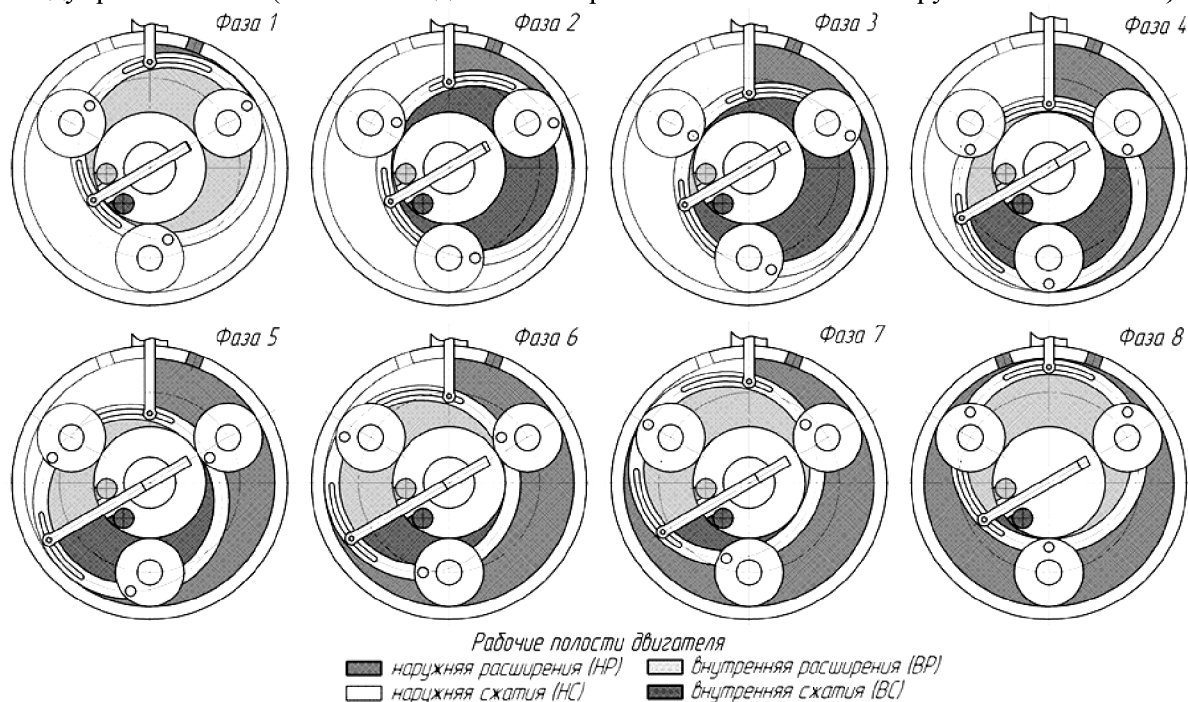 Фаза 1 Фаза 2 Фаза 3 Фаза 4
Фаза 5 Фаза 6 Фаза 7 Фаза 8
Рабочие полости двигателя
наружняя расширения (НР) внутренняя расширения (ВР)
наружняя сжатия (НС) внутренняя сжатия (ВС)